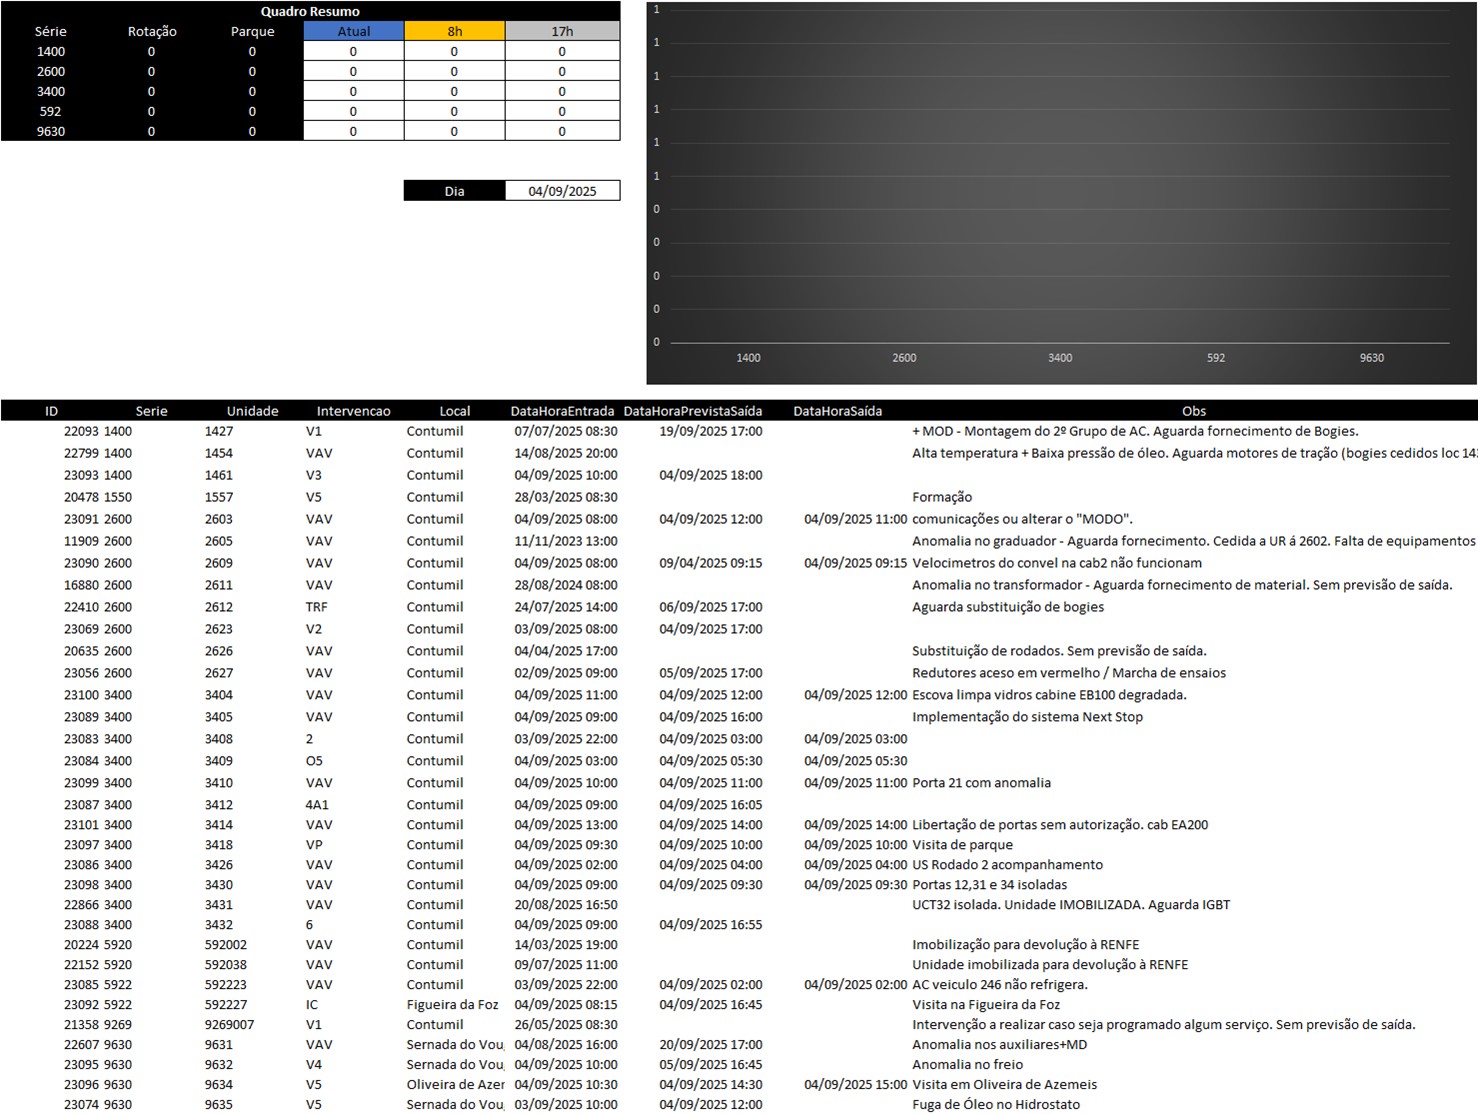 Quadro Resumo
Série Rotação Parque Atual 8h 17h
1400 0 0 0 0 0
2600 0 0 0 0 0
3400 0 0 0 0 0
592 0 0 0 0 0
9630 0 0 0 0 0
Dia 04/09/2025
1
1
1
1
1
1
0
0
0
0
0
1400 2600 3400 592 9630
ID Serie Unidade Intervencao Local DataHoraEntrada DataHoraPrevistaSaída DataHoraSaída Obs
22093 1400 1427 V1 Contumil 07/07/2025 08:30 19/09/2025 17:00 + MOD - Montagem do 2º Grupo de AC. Aguarda fornecimento de Bogies.
22799 1400 1454 VAV Contumil 14/08/2025 20:00 Alta temperatura + Baixa pressão de óleo. Aguarda motores de tração (bogies cedidos loc
23093 1400 1461 V3 Contumil 04/09/2025 10:00 04/09/2025 18:00
20478 1550 1557 V5 Contumil 28/03/2025 08:30 Formação
23091 2600 2603 VAV Contumil 04/09/2025 08:00 04/09/2025 12:00 04/09/2025 11:00 comunicações ou alterar o "MODO".
11909 2600 2605 VAV Contumil 11/11/2023 13:00 Anomalia no graduador - Aguarda fornecimento. Cedida a UR á 2602. Falta de equipamentos
23090 2600 2609 VAV Contumil 04/09/2025 08:00 09/04/2025 09:15 04/09/2025 09:15 Velocimetros do convel na cab2 não funcionam
16880 2600 2611 VAV Contumil 28/08/2024 08:00 Anomalia no transformador - Aguarda fornecimento de material. Sem previsão de saída.
22410 2600 2612 TRF Contumil 24/07/2025 14:00 06/09/2025 17:00 Aguarda substituição de bogies
23069 2600 2623 V2 Contumil 03/09/2025 08:00 04/09/2025 17:00
20635 2600 2626 VAV Contumil 04/04/2025 17:00 Substituição de rodados. Sem previsão de saída.
23056 2600 2627 VAV Contumil 02/09/2025 09:00 05/09/2025 17:00 Redutores aceso em vermelho / Marcha de ensaios
23100 3400 3404 VAV Contumil 04/09/2025 11:00 04/09/2025 12:00 04/09/2025 12:00 Escova limpa vidros cabine EB100 degradada.
23089 3400 3405 VAV Contumil 04/09/2025 09:00 04/09/2025 16:00 Implementação do sistema Next Stop
23083 3400 3408 2 Contumil 03/09/2025 22:00 04/09/2025 03:00 04/09/2025 03:00
23084 3400 3409 O5 Contumil 04/09/2025 03:00 04/09/2025 05:30 04/09/2025 05:30
23099 3400 3410 VAV Contumil 04/09/2025 10:00 04/09/2025 11:00 04/09/2025 11:00 Porta 21 com anomalia
23087 3400 3412 4A1 Contumil 04/09/2025 09:00 04/09/2025 16:05
23101 3400 3414 VAV Contumil 04/09/2025 13:00 04/09/2025 14:00 04/09/2025 14:00 Libertação de portas sem autorização. cab EA200
23097 3400 3418 VP Contumil 04/09/2025 09:30 04/09/2025 10:00 04/09/2025 10:00 Visita de parque
23086 3400 3426 VAV Contumil 04/09/2025 02:00 04/09/2025 04:00 04/09/2025 04:00 US Rodado 2 acompanhamento
23098 3400 3430 VAV Contumil 04/09/2025 09:00 04/09/2025 09:30 04/09/2025 09:30 Portas 12,31 e 34 isoladas
22866 3400 3431 VAV Contumil 20/08/2025 16:50 UCT32 isolada. Unidade IMOBILIZADA. Aguarda IGBT
23088 3400 3432 6 Contumil 04/09/2025 09:00 04/09/2025 16:55
20224 5920 592002 VAV Contumil 14/03/2025 19:00 Imobilização para devolução à RENFE
22152 5920 592038 VAV Contumil 09/07/2025 11:00 Unidade imobilizada para devolução à RENFE
23085 5922 592223 VAV Contumil 03/09/2025 22:00 04/09/2025 02:00 04/09/2025 02:00 AC veiculo 246 não refrigera.
23092 5922 592227 IC Figueira da Foz 04/09/2025 08:15 04/09/2025 16:45 Visita na Figueira da Foz
21358 9269 9269007 V1 Contumil 26/05/2025 08:30 Intervenção a realizar caso seja programado algum serviço. Sem previsão de saída.
22607 9630 9631 VAV Sernada do 04/08/2025 16:00 20/09/2025 17:00 Anomalia nos auxiliares+MD
23095 9630 9632 V4 Sernada do 04/09/2025 10:00 05/09/2025 16:45 Anomalia no freio
23096 9630 9634 V5 Oliveira de 04/09/2025 10:30 04/09/2025 14:30 04/09/2025 15:00 Visita em Oliveira de Azemeis
23074 9630 9635 V5 Sernada do 03/09/2025 10:00 04/09/2025 12:00 Fuga de Óleo no Hidrostato